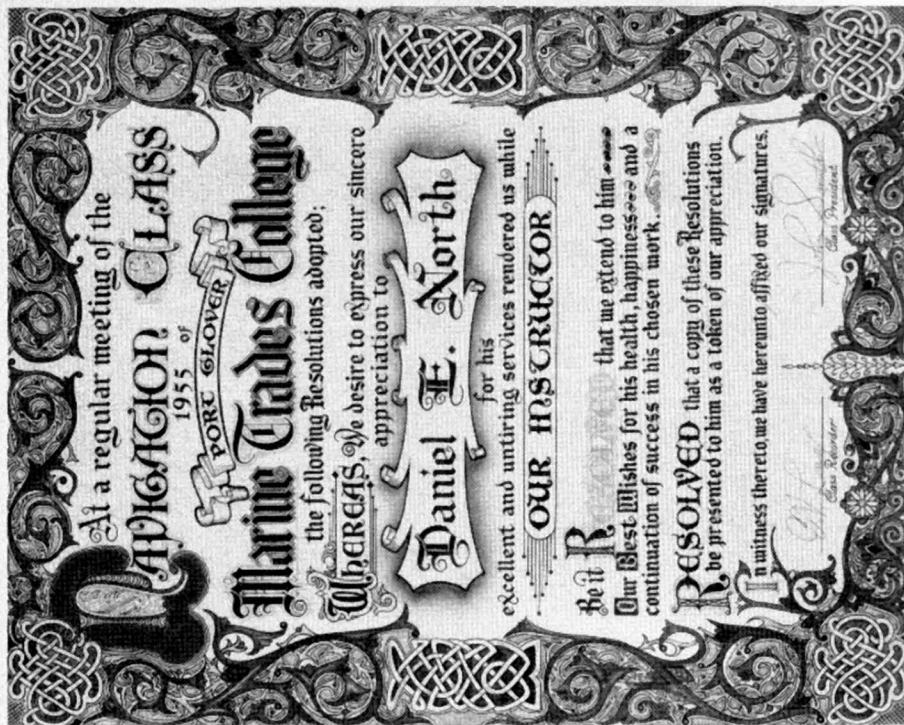 At a regular meeting of the
NAVIGATION CLASS
1955 of
PORT GLOVER
Marine Trades College
the following Resolutions adopted:
WHEREAS, We desire to express our sincere
appreciation to
Daniel E. North
for his
excellent and untiring services rendered us while
OUR INSTRUCTOR
Be it RESOLVED that we extend to him
Our Best Wishes for his health, happiness and a
continuation of success in his chosen work.
RESOLVED that a copy of these Resolutions
be presented to him as a token of our appreciation.
In witness thereto, we have hereunto affixed our signatures.
Class Recorder
Class President